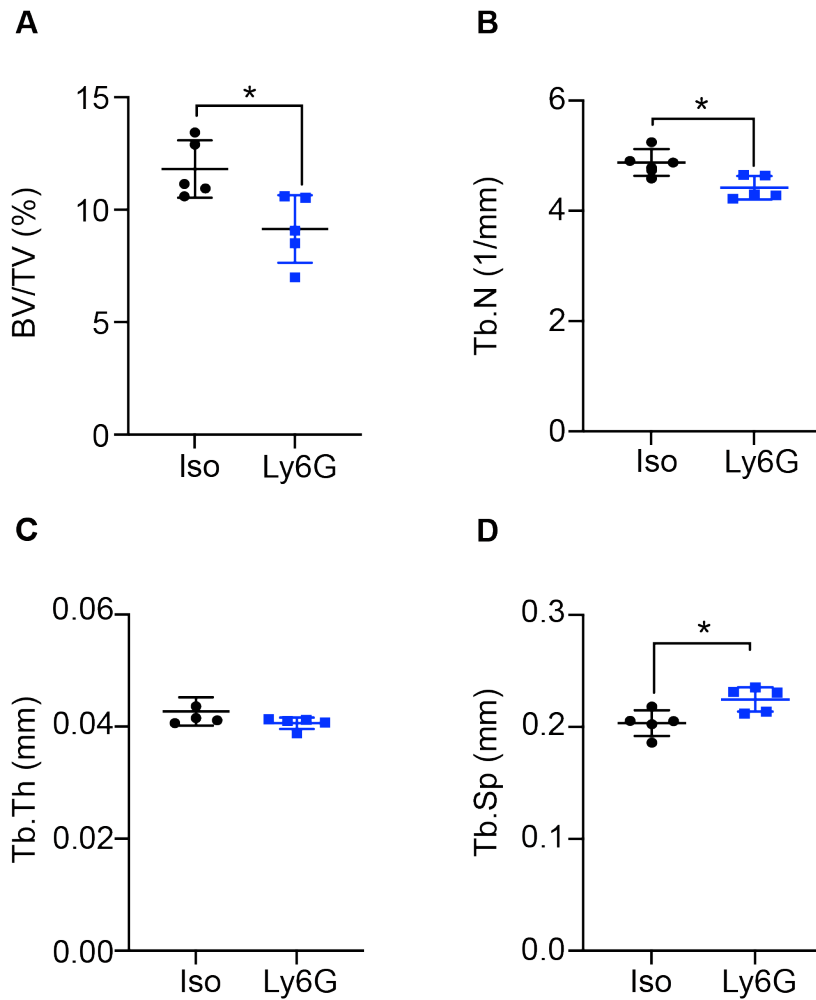 A
BV/TV (%)
15
10
5
0
*
Iso
Ly6G
B
Tb.N (1/mm)
6
4
2
0
*
Iso
Ly6G
C
Tb.Th (mm)
0.06
0.04
0.02
0.00
Iso
Ly6G
D
Tb.Sp (mm)
0.3
0.2
0.1
0.0
*
Iso
Ly6G